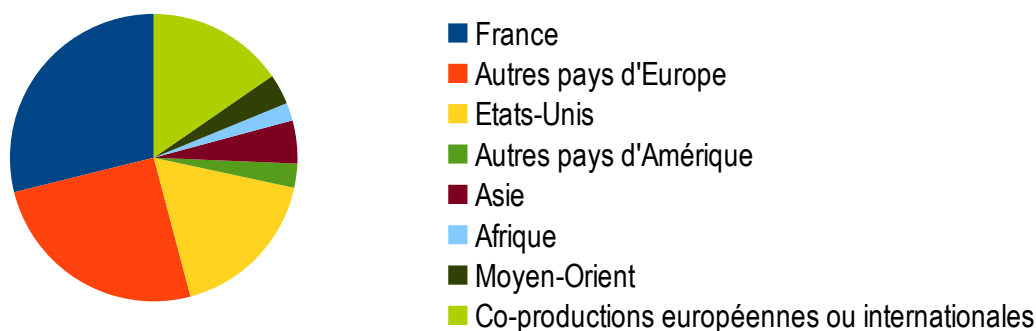 France
Autres pays d'Europe
Etats-Unis
Autres pays d'Amérique
Asie
Afrique
Moyen-Orient
Co-productions européennes ou internationales